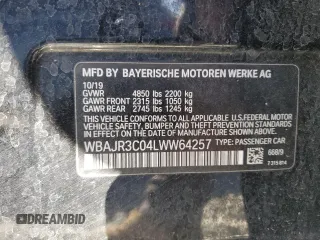 MFD BY BAYERISCHE MOTOREN WERKE AG
10/19
GVWR 4850 lbs 2200 kg
GAWR FRONT 2315 lbs 1050 kg
GAWR REAR 2745 lbs 1245 kg
THIS VEHICLE CONFORMS TO ALL APPLICABLE
FEDERAL MOTOR VEHICLE SAFETY, BUMPER, AND
THEFT PREVENTION STANDARDS IN EFFECT ON THE
DATE OF MANUFACTURE SHOWN ABOVE.
WBAJR3C04LWW64257 TYPE: PASSENGER CAR
668/9
DREAMBID